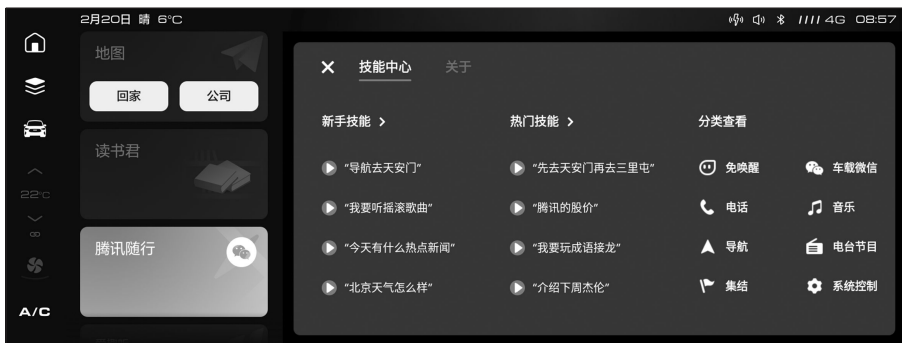 2月20日 晴 6°C
4G 08:57
地图
回家 公司
读书君
腾讯随行
22°C
A/C
技能中心 关于
新手技能 >
“导航去天安门”
“我要听摇滚歌曲”
“今天有什么热点新闻”
“北京天气怎么样”
热门技能 >
“先去天安门再去三里屯”
“腾讯的股价”
“我要玩成语接龙”
“介绍下周杰伦”
分类查看
免唤醒 车载微信
电话 音乐
导航 电台节目
集结 系统控制